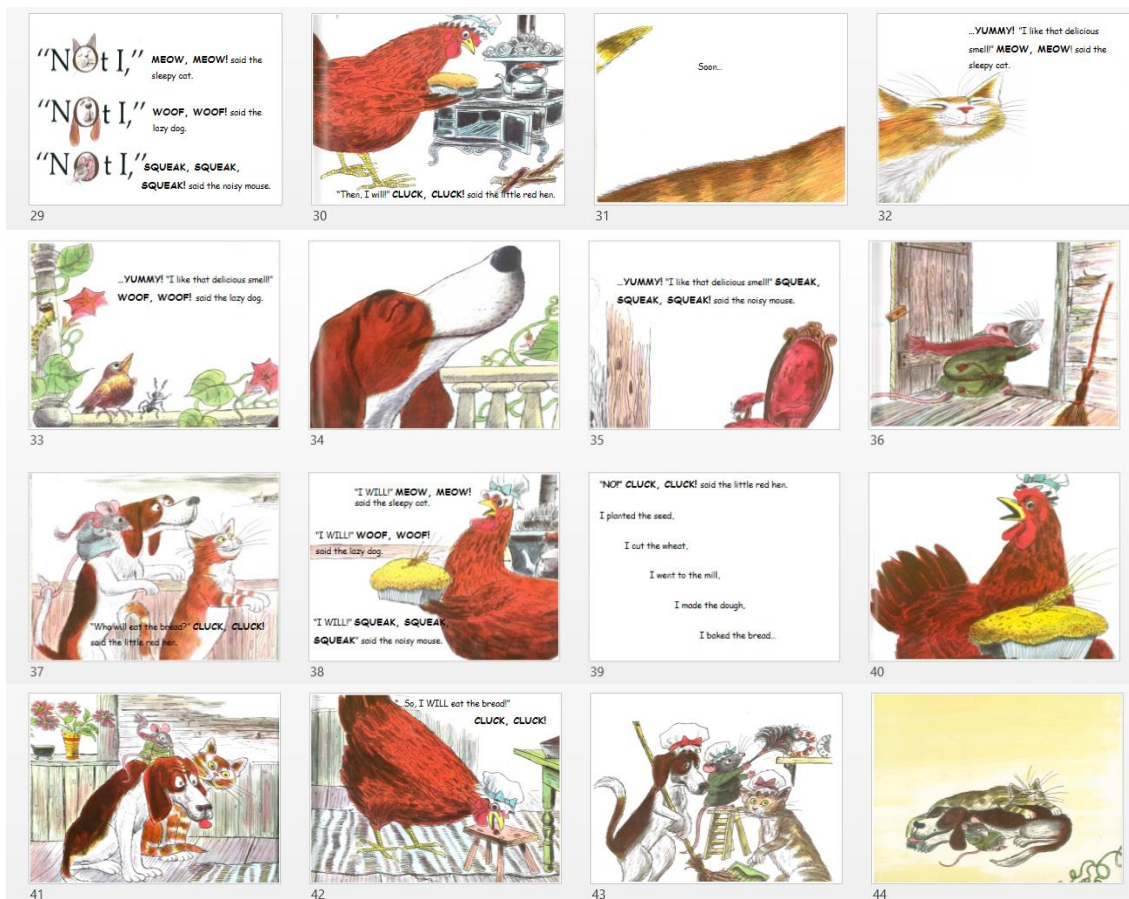 “NOt I,” MEOW, MEOW! said the
sleepy cat.
“NOt I,” WOOF, WOOF! said the
lazy dog.
“NOt I,” SQUEAK, SQUEAK,
SQUEAK! said the noisy mouse.
29
"Then, I will!" CLUCK, CLUCK! said the little red hen.
30
Soon...
31
...YUMMY! "I like that delicious
smell!" MEOW, MEOW! said the
sleepy cat.
32
...YUMMY! "I like that delicious smell!"
WOOF, WOOF! said the lazy dog.
33
34
...YUMMY! "I like that delicious smell!" SQUEAK,
SQUEAK, SQUEAK! said the noisy mouse.
35
36
"Who will eat the bread?" CLUCK, CLUCK!
said the little red hen.
37
"I WILL!" MEOW, MEOW!
said the sleepy cat.
"I WILL!" WOOF, WOOF!
said the lazy dog.
"I WILL!" SQUEAK, SQUEAK,
SQUEAK" said the noisy mouse.
38
"NO!" CLUCK, CLUCK! said the little red hen.
I planted the seed,
I cut the wheat,
I went to the mill,
I made the dough,
I baked the bread...
39
40
41
"...So, I WILL eat the bread!"
CLUCK, CLUCK!
42
43
44